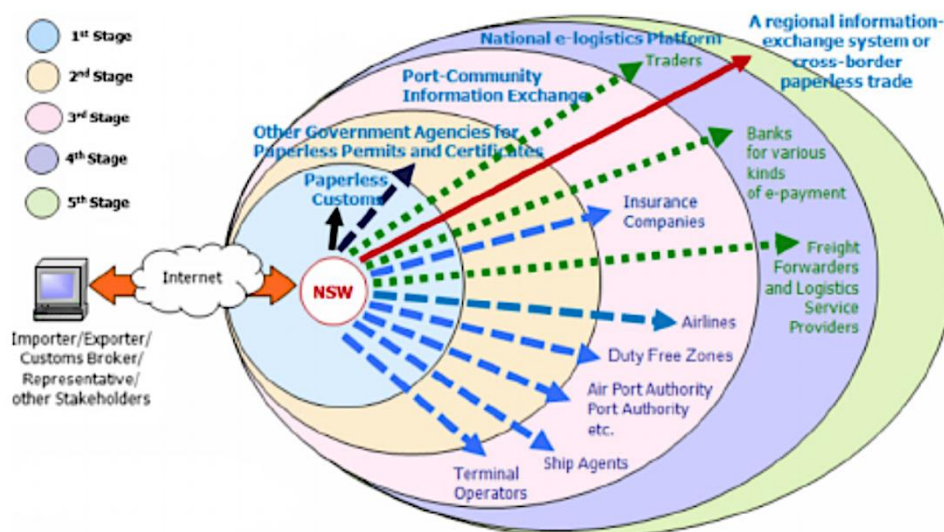 1st Stage
2nd Stage
3rd Stage
4th Stage
5th Stage
A regional information-
exchange system or
cross-border
paperless trade
National e-logistics Platform
Traders
Port-Community
Information Exchange
Other Government Agencies for
Paperless Permits and Certificates
Paperless
Customs
Banks
for various
kinds
of e-payment
Insurance
Companies
Freight
Forwarders
and Logistics
Service
Providers
Internet
NSW
Importer/Exporter/
Customs Broker/
Representative/
other Stakeholders
Airlines
Duty Free Zones
Air Port Authority
Port Authority
etc.
Ship Agents
Terminal
Operators